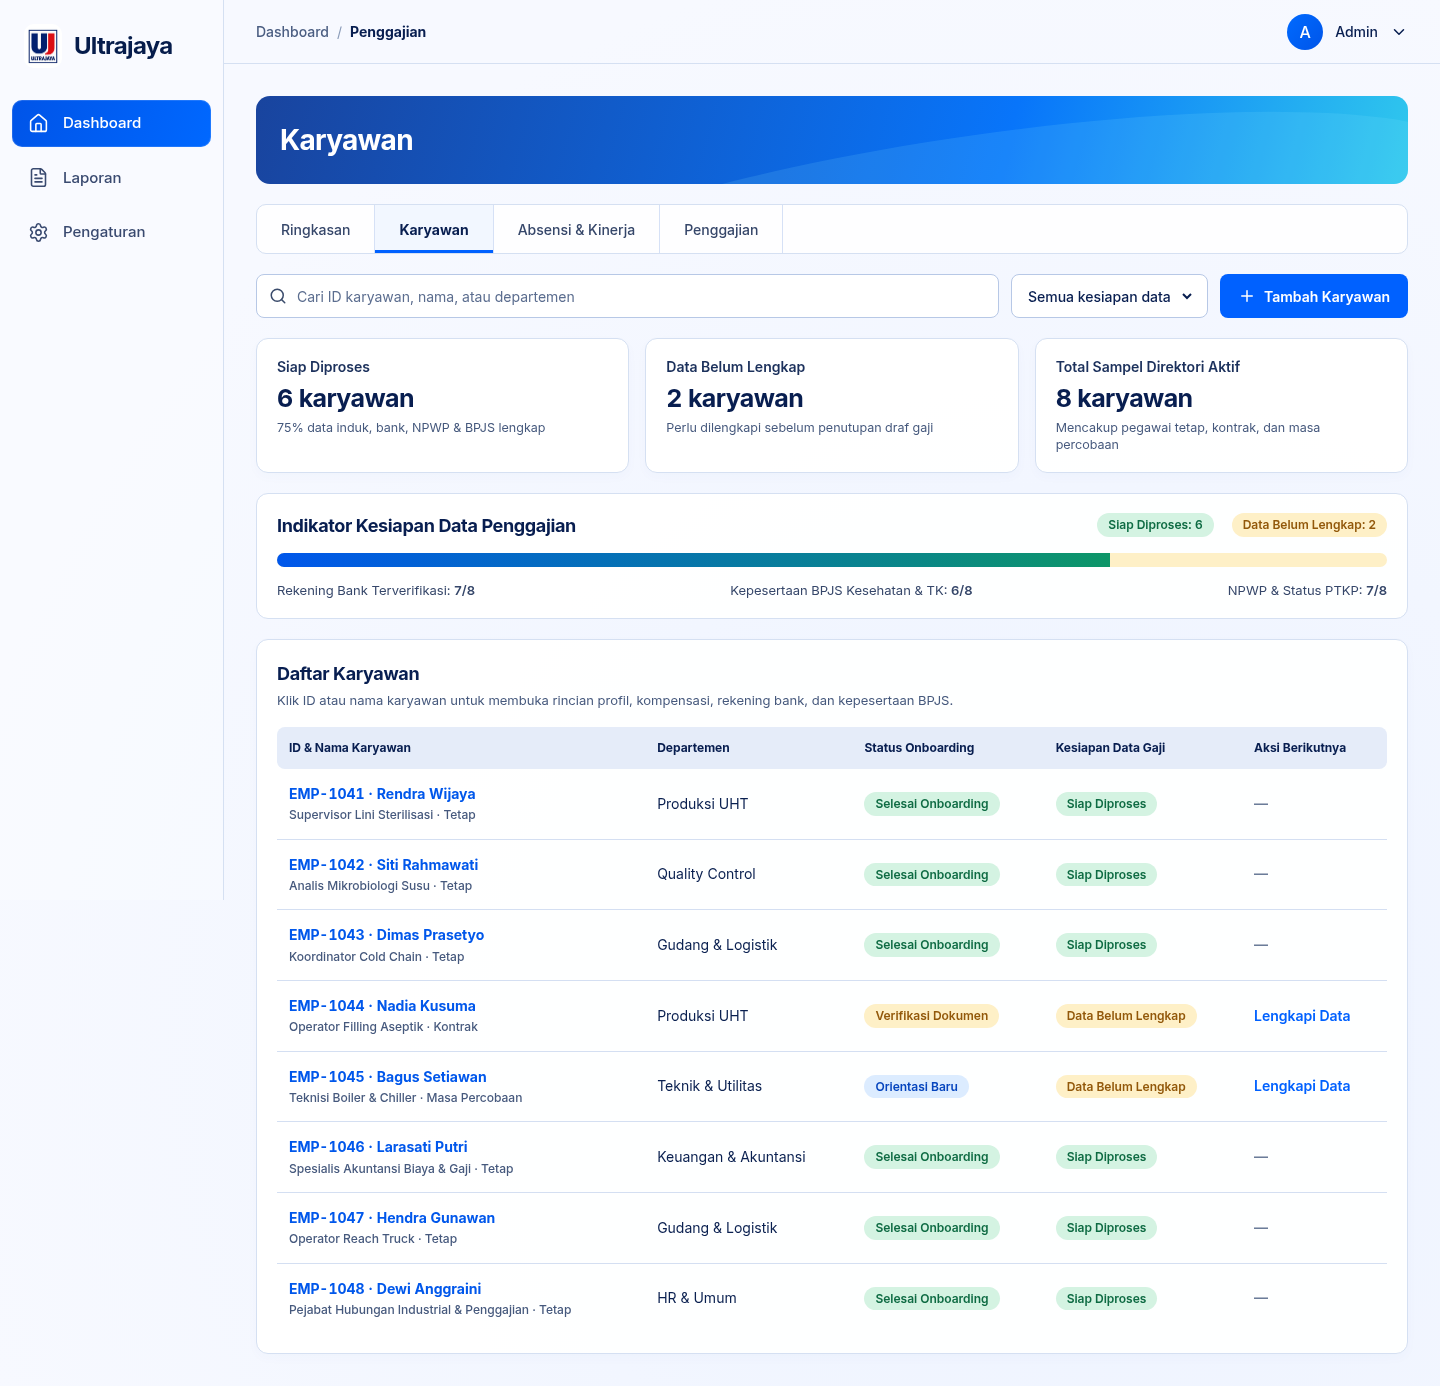 ULTRAJAYA
Ultrajaya
Dashboard
Laporan
Pengaturan
Dashboard / Penggajian
A Admin
Karyawan
Ringkasan Karyawan Absensi & Kinerja Penggajian
Cari ID karyawan, nama, atau departemen
Semua kesiapan data
+ Tambah Karyawan
Siap Diproses
6 karyawan
75% data induk, bank, NPWP & BPJS lengkap
Data Belum Lengkap
2 karyawan
Perlu dilengkapi sebelum penutupan draf gaji
Total Sampel Direktori Aktif
8 karyawan
Mencakup pegawai tetap, kontrak, dan masa
percobaan
Indikator Kesiapan Data Penggajian
Siap Diproses: 6 Data Belum Lengkap: 2
Rekening Bank Terverifikasi: 7/8 Kepesertaan BPJS Kesehatan & TK: 6/8 NPWP & Status PTKP: 7/8
Daftar Karyawan
Klik ID atau nama karyawan untuk membuka rincian profil, kompensasi, rekening bank, dan kepesertaan BPJS.
ID & Nama Karyawan Departemen Status Onboarding Kesiapan Data Gaji Aksi Berikutnya
EMP-1041 · Rendra Wijaya
Supervisor Lini Sterilisasi · Tetap
Produksi UHT Selesai Onboarding Siap Diproses —
EMP-1042 · Siti Rahmawati
Analis Mikrobiologi Susu · Tetap
Quality Control Selesai Onboarding Siap Diproses —
EMP-1043 · Dimas Prasetyo
Koordinator Cold Chain · Tetap
Gudang & Logistik Selesai Onboarding Siap Diproses —
EMP-1044 · Nadia Kusuma
Operator Filling Aseptik · Kontrak
Produksi UHT Verifikasi Dokumen Data Belum Lengkap Lengkapi Data
EMP-1045 · Bagus Setiawan
Teknisi Boiler & Chiller · Masa Percobaan
Teknik & Utilitas Orientasi Baru Data Belum Lengkap Lengkapi Data
EMP-1046 · Larasati Putri
Spesialis Akuntansi Biaya & Gaji · Tetap
Keuangan & Akuntansi Selesai Onboarding Siap Diproses —
EMP-1047 · Hendra Gunawan
Operator Reach Truck · Tetap
Gudang & Logistik Selesai Onboarding Siap Diproses —
EMP-1048 · Dewi Anggraini
Pejabat Hubungan Industrial & Penggajian · Tetap
HR & Umum Selesai Onboarding Siap Diproses —